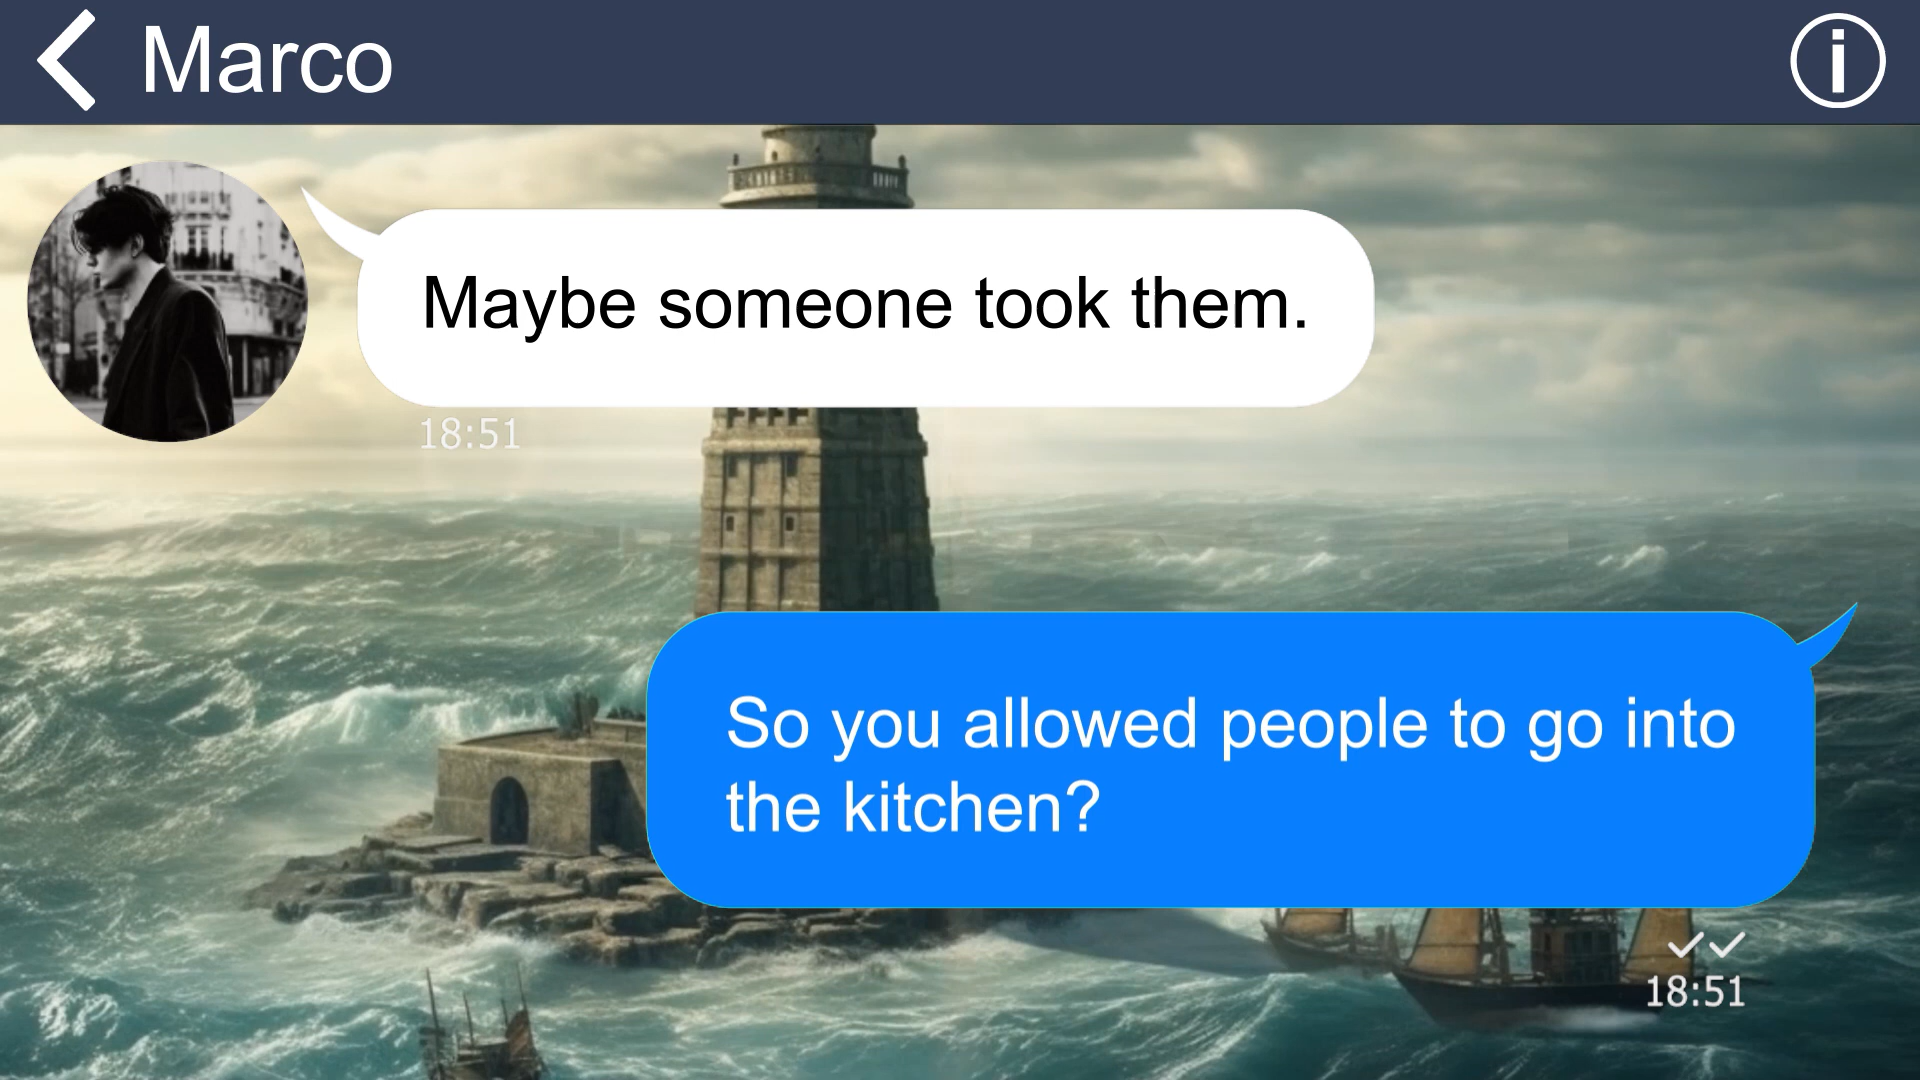 Marco
Maybe someone took them.
18:51
So you allowed people to go into
the kitchen?
18:51